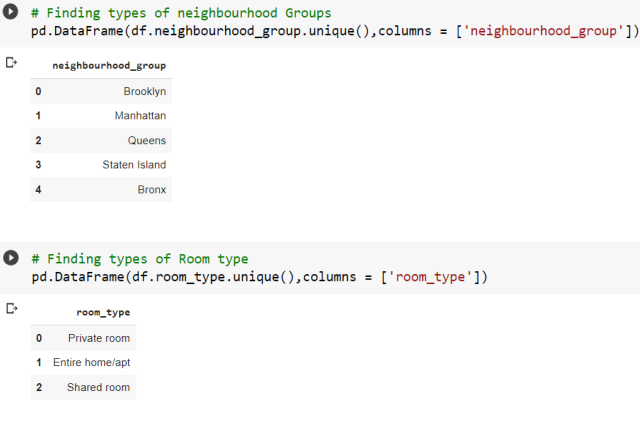 # Finding types of neighbourhood Groups
pd.DataFrame(df.neighbourhood_group.unique(),columns = ['neighbourhood_group'])
neighbourhood_group
0 Brooklyn
1 Manhattan
2 Queens
3 Staten Island
4 Bronx
# Finding types of Room type
pd.DataFrame(df.room_type.unique(),columns = ['room_type'])
room_type
0 Private room
1 Entire home/apt
2 Shared room